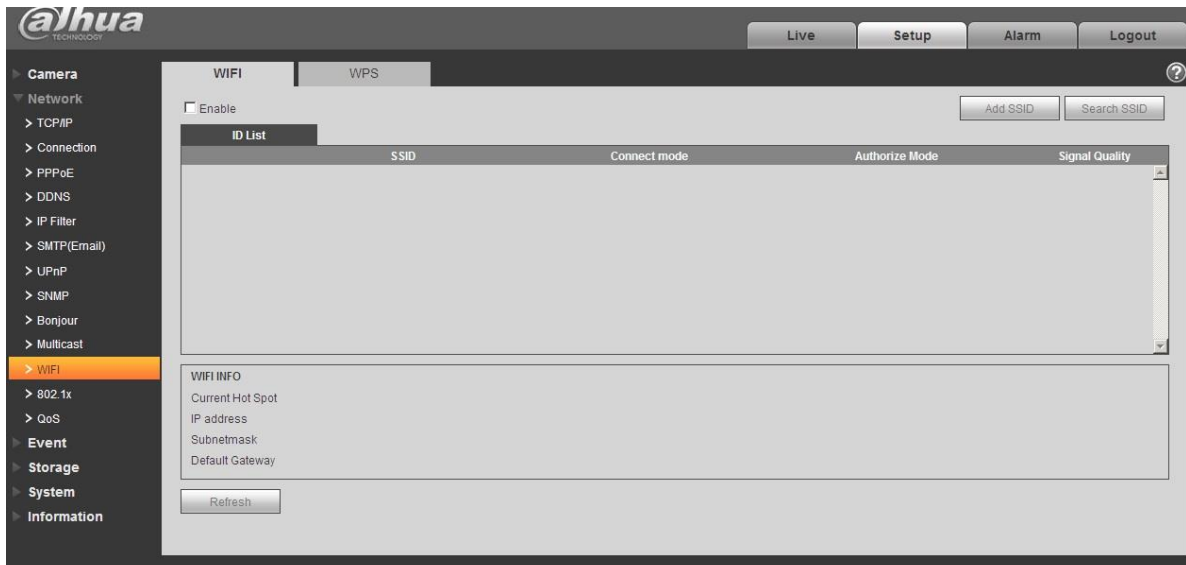 alhua
TECHNOLOGY
Live Setup Alarm Logout
Camera
Network
> TCP/IP
> Connection
> PPPoE
> DDNS
> IP Filter
> SMTP(Email)
> UPnP
> SNMP
> Bonjour
> Multicast
> WIFI
> 802.1x
> QoS
Event
Storage
System
Information
WIFI WPS
?
Enable Add SSID Search SSID
ID List
SSID Connect mode Authorize Mode Signal Quality
WIFI INFO
Current Hot Spot
IP address
Subnetmask
Default Gateway
Refresh